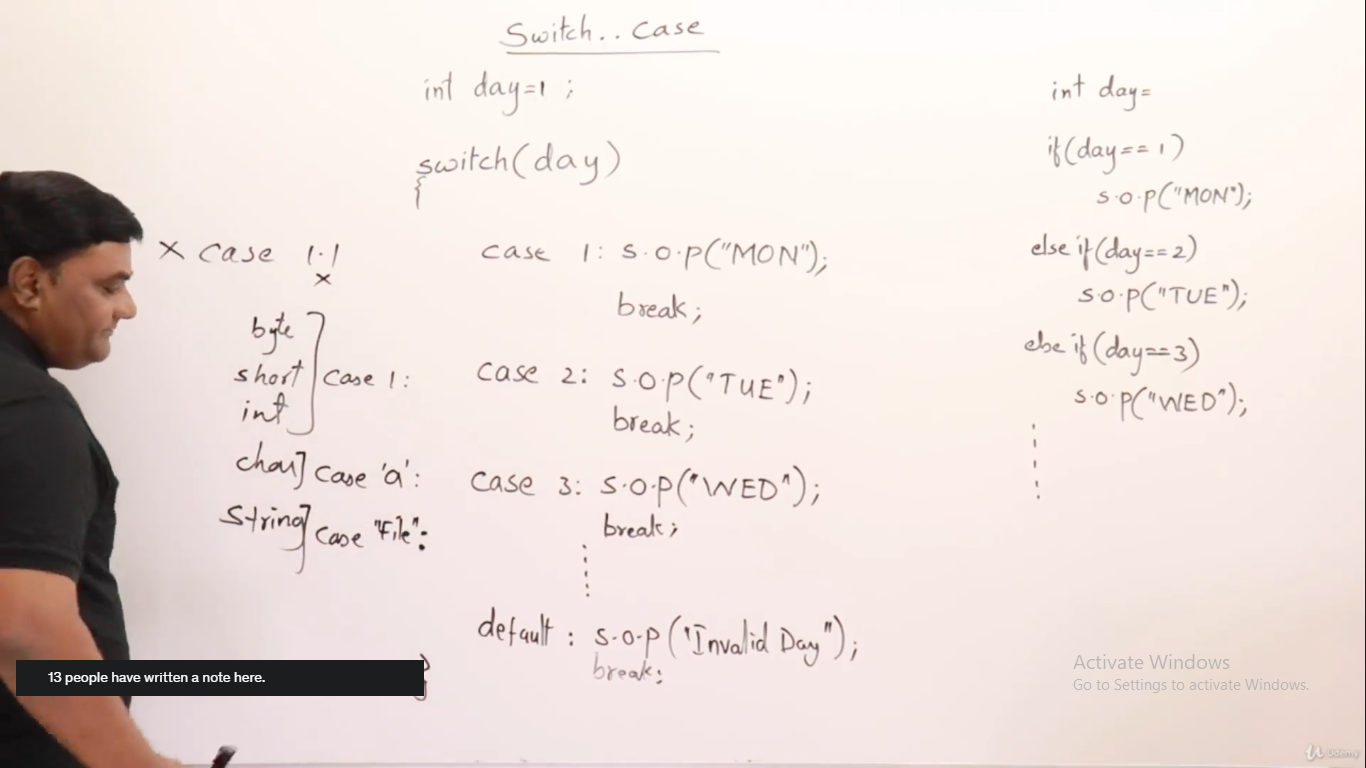 Switch.. Case
int day=1 ;
switch(day)
{
case 1: S.O.P("MON");
break;
case 2: S.O.P("TUE");
break;
case 3: S.O.P("WED");
break;
default: S.O.P("Invalid Day");
break;
}
X case 1.1
x
byte
short
int
case 1:
char] case 'a':
String] case "File":
int day=
if(day==1)
S.O.P("MON");
else if(day==2)
S.O.P("TUE");
else if(day==3)
S.O.P("WED");
13 people have written a note here.
Activate Windows
Go to Settings to activate Windows.
Udemy